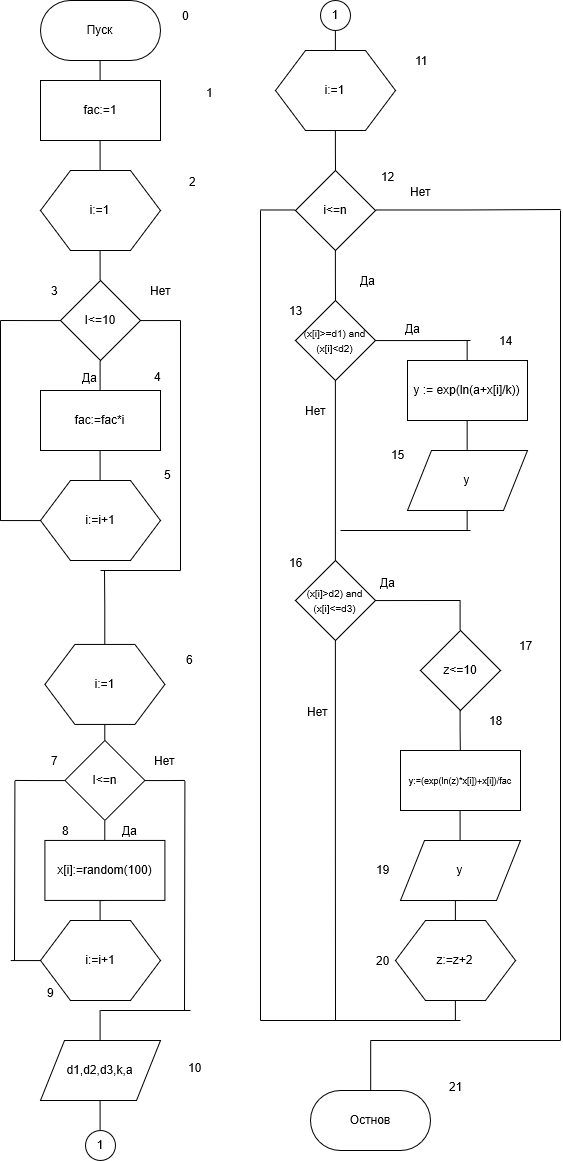 Пуск
0
fac:=1
1
i:=1
2
3
I<=10
Нет
Да
4
fac:=fac*i
5
i:=i+1
i:=1
6
7
I<=n
Нет
8
Да
x[i]:=random(100)
i:=i+1
9
d1,d2,d3,k,a
10
1
1
i:=1
11
12
i<=n
Нет
Да
13
(x[i]>=d1) and
(x[i]<d2)
Да
14
y := exp(ln(a+x[i]/k))
Нет
15
y
16
(x[i]>d2) and
(x[i]<=d3)
Да
17
z<=10
Нет
18
y:=(exp(ln(z)*x[i])+x[i])/fac
19
y
20
z:=z+2
21
Остнов